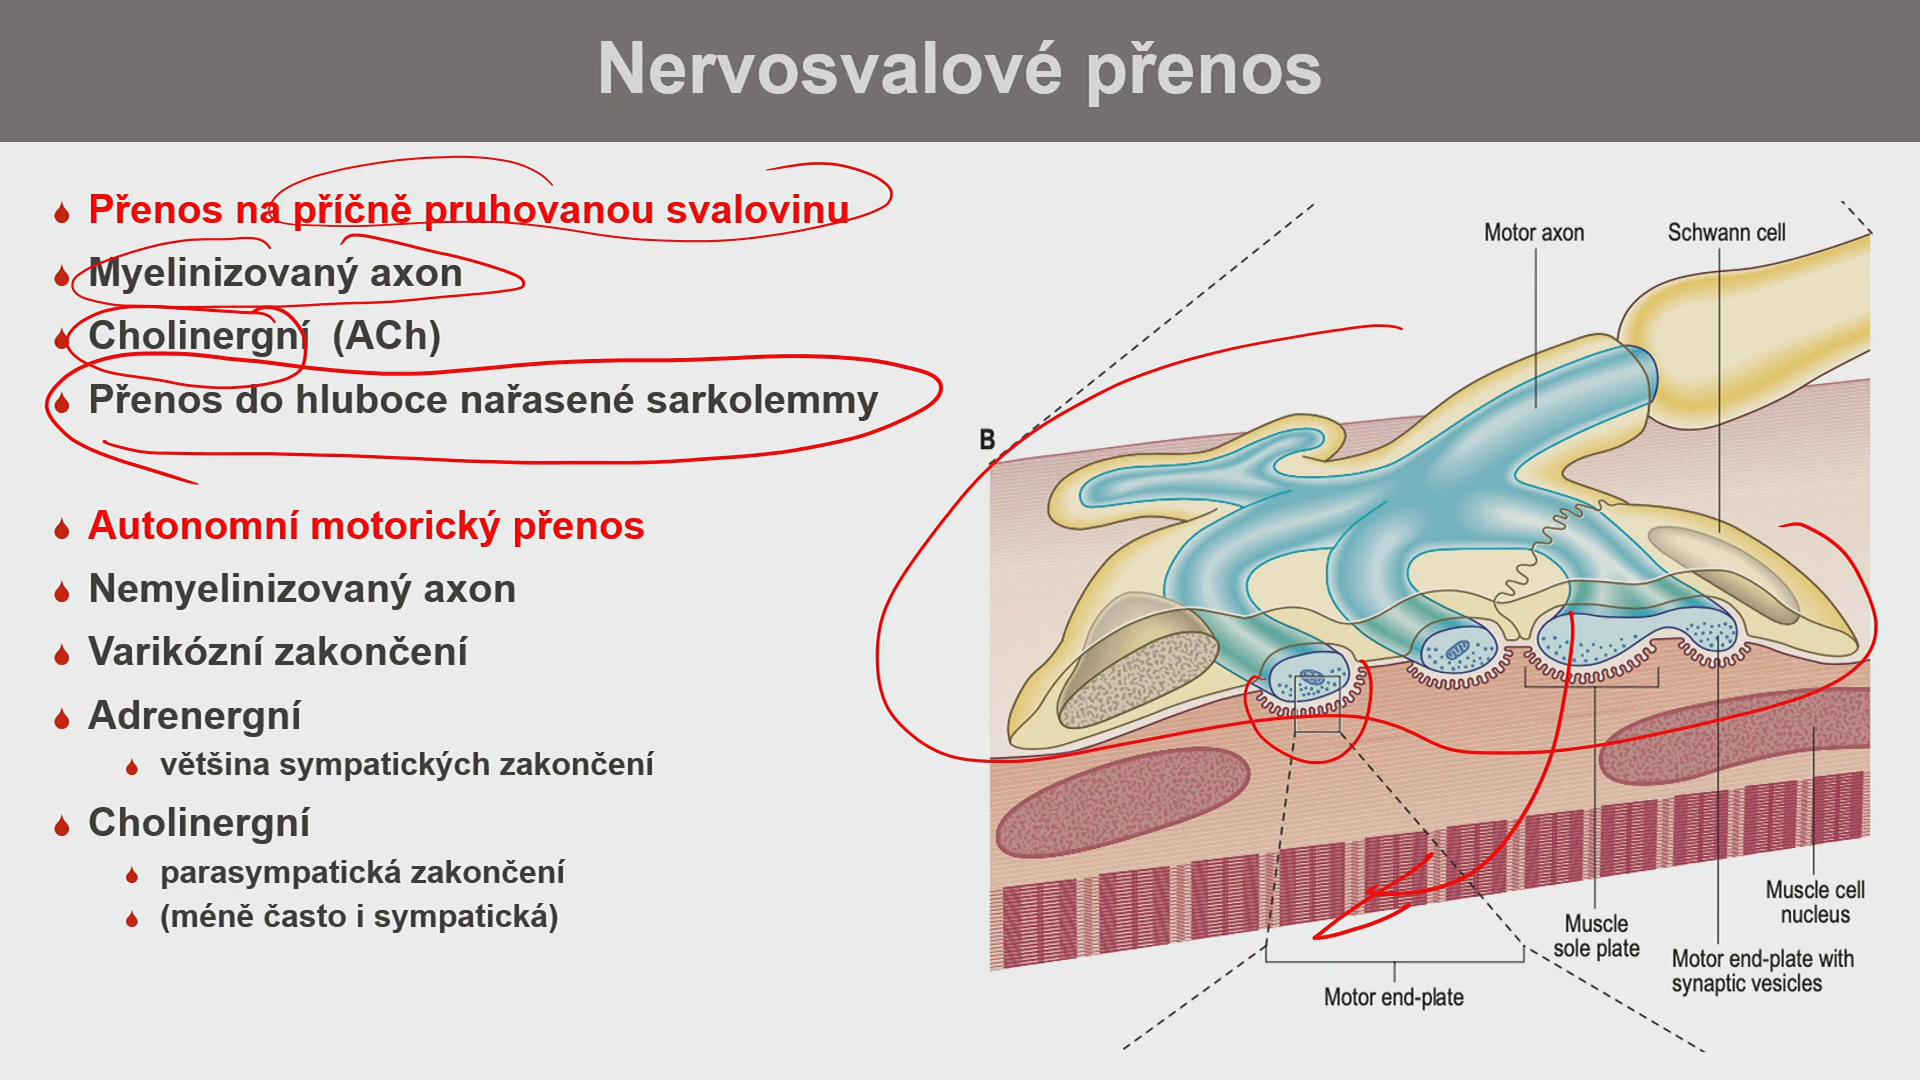 Nervosvalové přenos
Přenos na příčně pruhovanou svalovinu
Myelinizovaný axon
Cholinergní (ACh)
Přenos do hluboce nařasené sarkolemmy
Autonomní motorický přenos
Nemyelinizovaný axon
Varikózní zakončení
Adrenergní
většina sympatických zakončení
Cholinergní
parasympatická zakončení
(méně často i sympatická)
Motor axon
Schwann cell
B
Muscle cell
nucleus
Muscle
sole plate
Motor end-plate with
synaptic vesicles
Motor end-plate